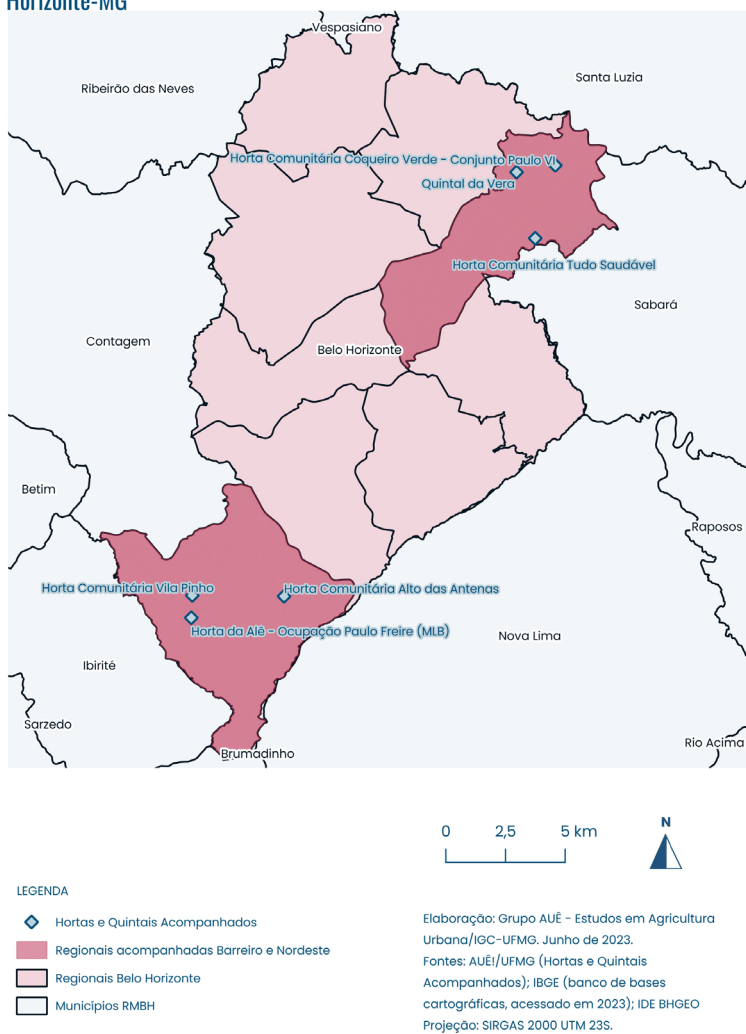 Horizonte-MG
Vespasiano
Santa Luzia
Ribeirão das Neves
Horta Comunitária Coqueiro Verde - Conjunto Paulo VI
Quintal da Vera
Horta Comunitária Tudo Saudável
Sabará
Contagem
Belo Horizonte
Betim
Raposos
Horta Comunitária Vila Pinho
Horta Comunitária Alto das Antenas
Horta da Alê - Ocupação Paulo Freire (MLB)
Nova Lima
Ibirité
Sarzedo
Rio Acima
Brumadinho
0 2,5 5 km
N
LEGENDA
Hortas e Quintais Acompanhados
Regionais acompanhadas Barreiro e Nordeste
Regionais Belo Horizonte
Municípios RMBH
Elaboração: Grupo AUÊ - Estudos em Agricultura
Urbana/IGC-UFMG. Junho de 2023.
Fontes: AUÊ!/UFMG (Hortas e Quintais
Acompanhados); IBGE (banco de bases
cartográficas, acessado em 2023); IDE BHGEO
Projeção: SIRGAS 2000 UTM 23S.